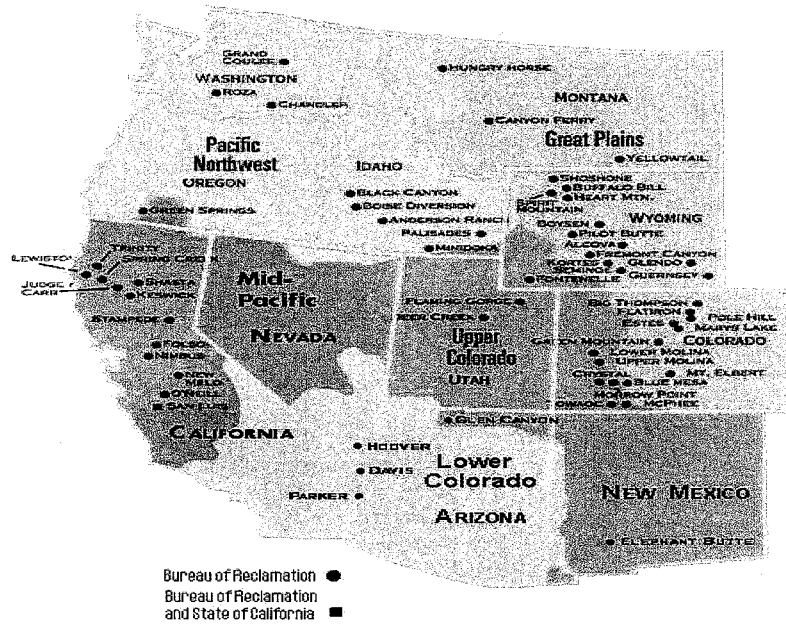 GRAND
COULEE
WASHINGTON
ROZA
CHANDLER
HUNGRY HORSE
MONTANA
CANYON FERRY
Great Plains
YELLOWTAIL
Pacific
Northwest
OREGON
IDAHO
GREEN SPRINGS
BLACK CANYON
BOISE DIVERSION
ANDERSON RANCH
PALISADES
MINIDOKA
SHOSHONE
BUFFALO BILL
HEART MTN.
MOUNTAIN
WYOMING
BOYSEN
PILOT BUTTE
ALCOVA
FREMONT CANYON
KORTES
GLENDO
SEMINOE
GUERNSEY
FONTENELLE
TRINITY
SPRING CREEK
JUDGE
CARR
SHASTA
KESWICK
STAMPEDE
FOLSOM
NIMBUS
NEW
O'NEILL
SAN LUIS
CALIFORNIA
Mid-
Pacific
NEVADA
FLAMING GORGE
Upper
Colorado
UTAH
BIG THOMPSON
FLATIRON
POLE HILL
ESTES
MARYS LAKE
GREEN MOUNTAIN
COLORADO
LOWER MOLINA
UPPER MOLINA
CRYSTAL
MT. ELBERT
BLUE MESA
MORROW POINT
MCPHEE
GLEN CANYON
HOOVER
DAVIS
PARKER
Lower
Colorado
ARIZONA
NEW MEXICO
ELEPHANT BUTTE
Bureau of Reclamation
Bureau of Reclamation
and State of California